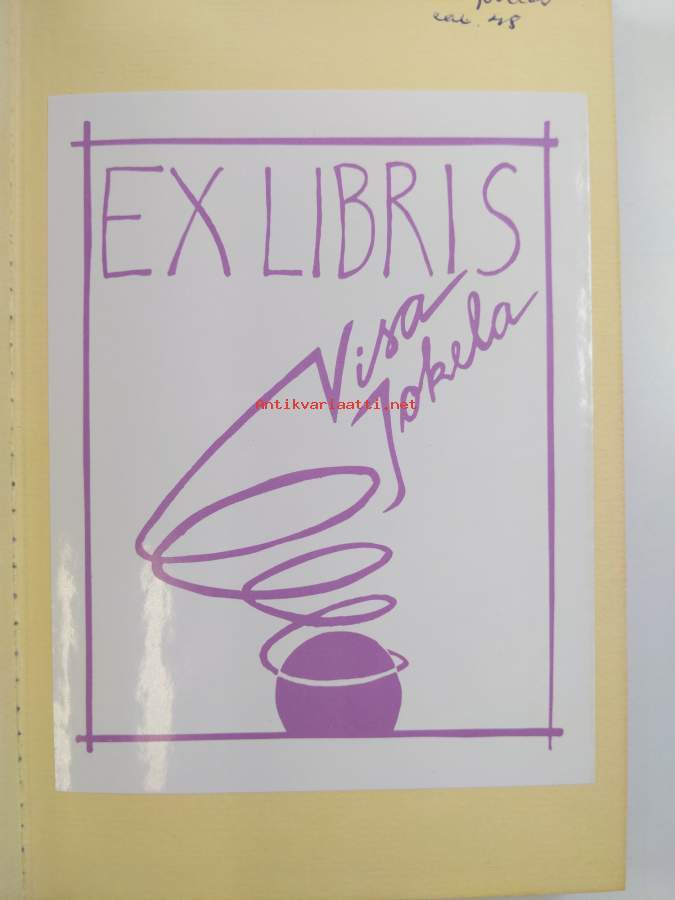 EX LIBRIS
Visa
Jokela
Antikvariaatti.net